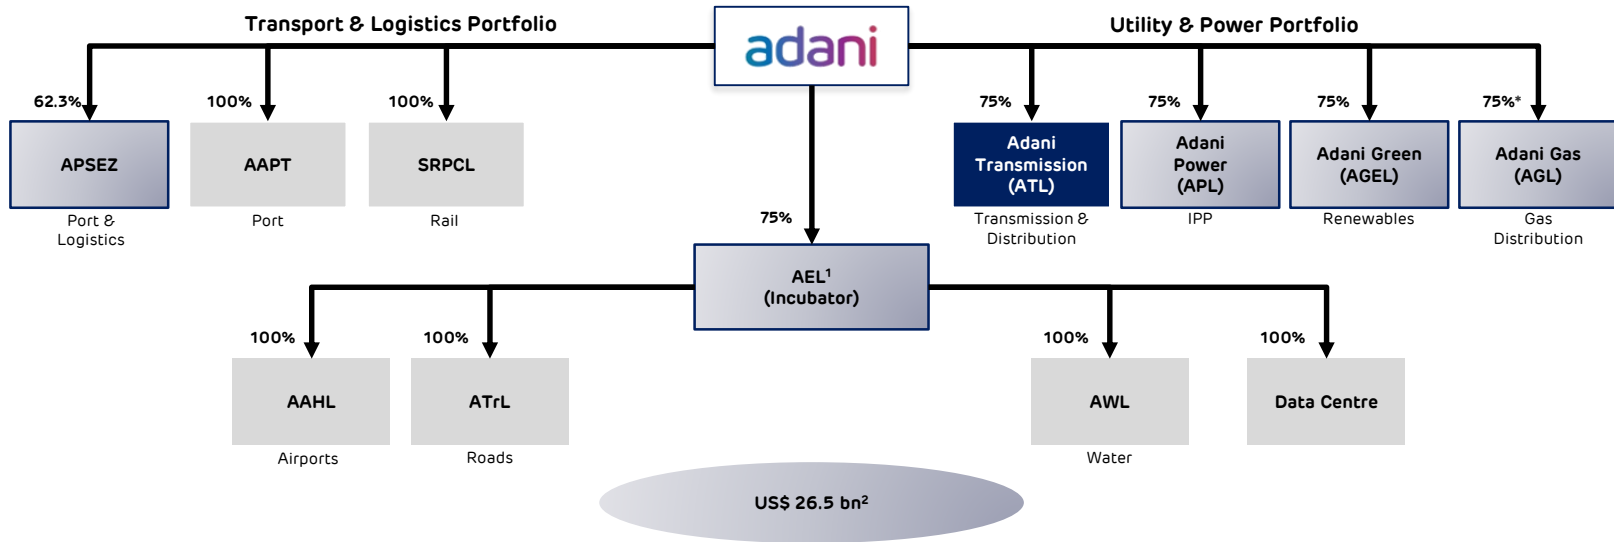 Transport & Logistics Portfolio
adani
Utility & Power Portfolio
62.3%
100%
100%
75%
75%
75%
75%*
APSEZ
AAPT
SRPCL
Adani
Transmission
(ATL)
Adani
Power
(APL)
Adani Green
(AGEL)
Adani Gas
(AGL)
Port &
Logistics
Port
Rail
Transmission &
Distribution
IPP
Renewables
Gas
Distribution
75%
AEL¹
(Incubator)
100%
100%
100%
100%
AAHL
ATrL
AWL
Data Centre
Airports
Roads
Water
US$ 26.5 bn²